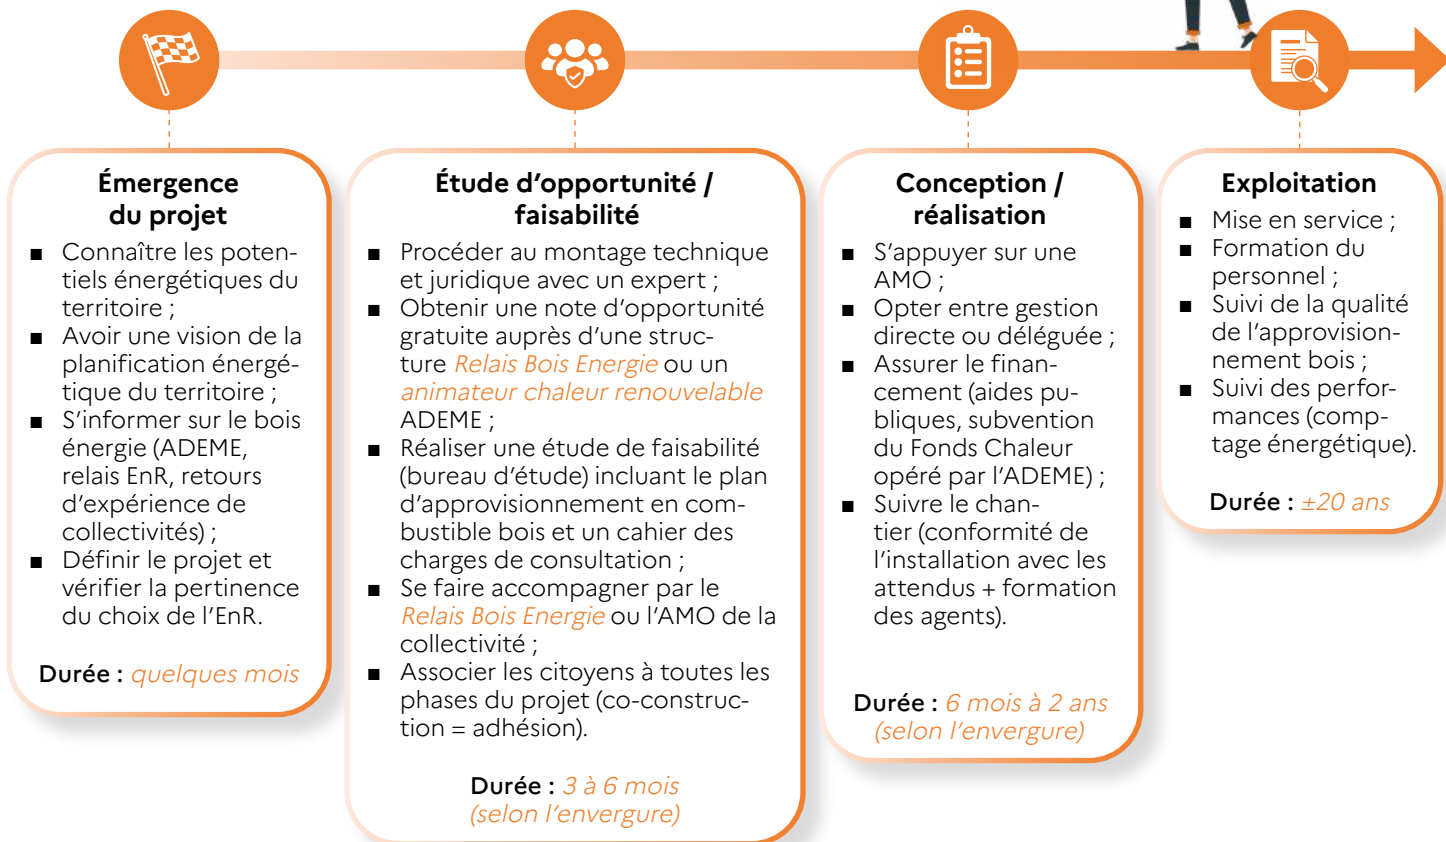 Émergence
du projet
■ Connaître les poten-
tiels énergétiques du
territoire ;
■ Avoir une vision de la
planification énergé-
tique du territoire ;
■ S'informer sur le bois
énergie (ADEME,
relais EnR, retours
d'expérience de
collectivités) ;
■ Définir le projet et
vérifier la pertinence
du choix de l'EnR.
Durée : quelques mois
Étude d'opportunité /
faisabilité
■ Procéder au montage technique
et juridique avec un expert ;
■ Obtenir une note d'opportunité
gratuite auprès d'une struc-
ture Relais Bois Energie ou un
animateur chaleur renouvelable
ADEME ;
■ Réaliser une étude de faisabilité
(bureau d'étude) incluant le plan
d'approvisionnement en com-
bustible bois et un cahier des
charges de consultation ;
■ Se faire accompagner par le
Relais Bois Energie ou l'AMO de la
collectivité ;
■ Associer les citoyens à toutes les
phases du projet (co-construc-
tion = adhésion).
Durée : 3 à 6 mois
(selon l'envergure)
Conception /
réalisation
■ S'appuyer sur une
AMO ;
■ Opter entre gestion
directe ou déléguée ;
■ Assurer le finan-
cement (aides pu-
bliques, subvention
du Fonds Chaleur
opéré par l'ADEME) ;
■ Suivre le chan-
tier (conformité de
l'installation avec les
attendus + formation
des agents).
Durée : 6 mois à 2 ans
(selon l'envergure)
Exploitation
■ Mise en service ;
■ Formation du
personnel ;
■ Suivi de la qualité
de l'approvision-
nement bois ;
■ Suivi des perfor-
mances (comp-
tage énergétique).
Durée : ±20 ans